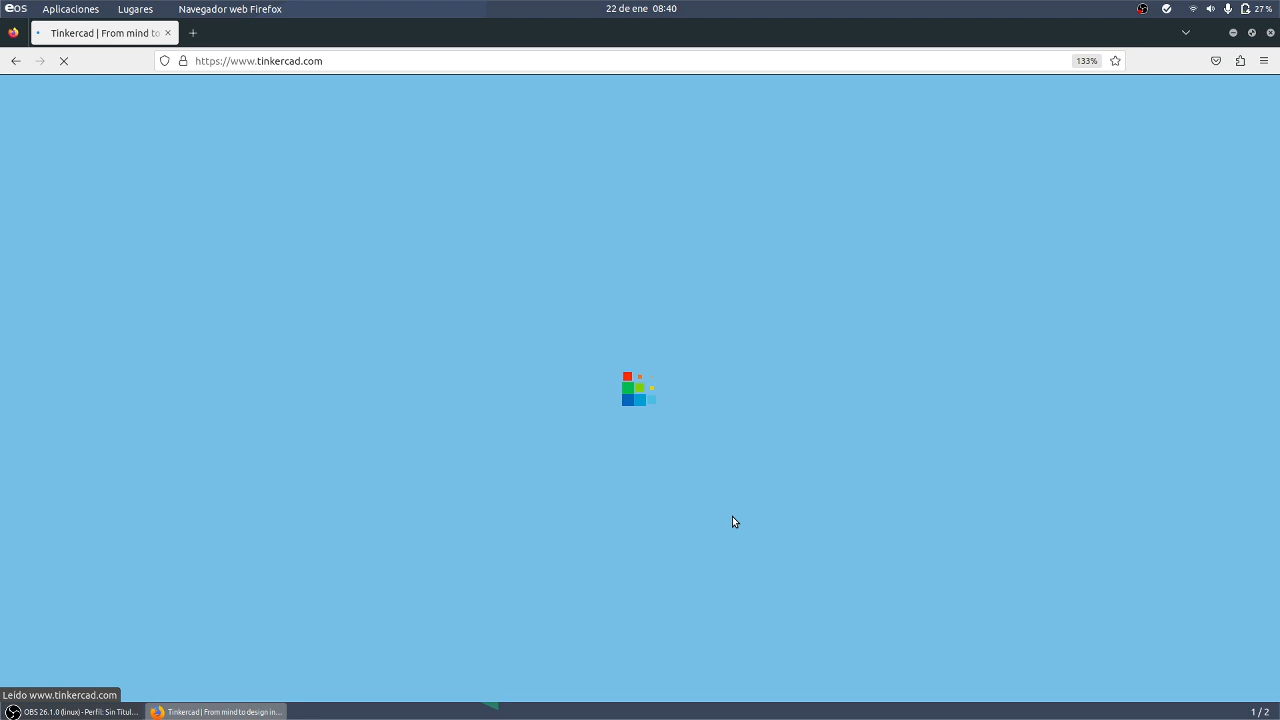 eos Aplicaciones Lugares Navegador web Firefox 22 de ene 08:40 27 %
Tinkercad | From mind to
https://www.tinkercad.com 133%
Leído www.tinkercad.com
OBS 26.1.0 (linux) - Perfil: Sin Titul... Tinkercad | From mind to design in... 1 / 2